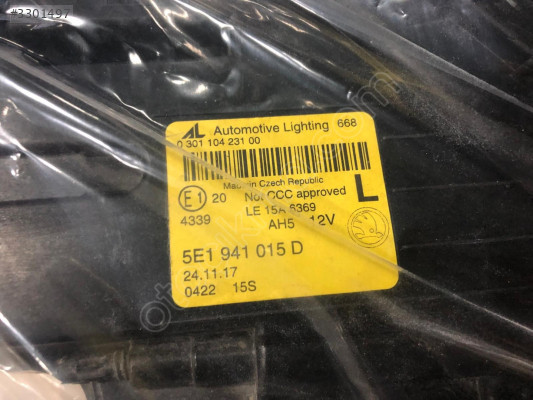 #2301497
AL Automotive Lighting 668
0 301 104 231 00
Made in Czech Republic
E1 20 Not CCC approved L
4339 LE 15A 6369
AH5 12V
5E1 941 015 D
24.11.17
0422 15S